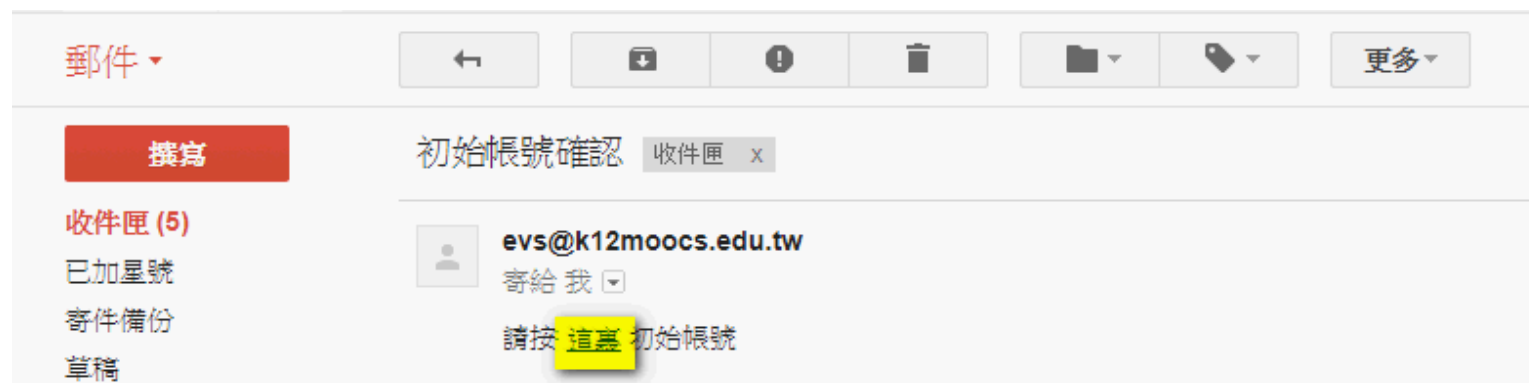 郵件
更多
撰寫
初始帳號確認 收件匣 x
收件匣 (5)
evs@k12moocs.edu.tw
已加星號
寄給 我
寄件備份
請按 這裏 初始帳號
草稿